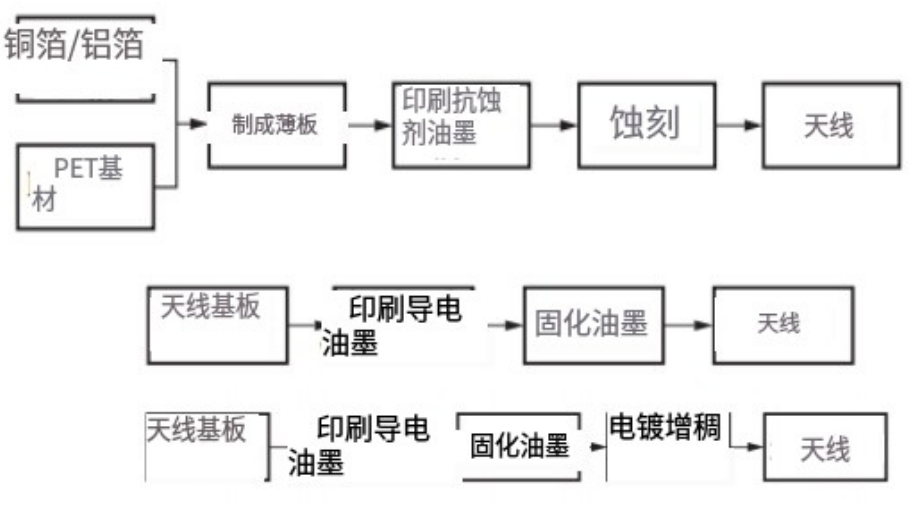 铜箔/铝箔
PET基
材
制成薄板
印刷抗蚀
剂油墨
蚀刻
天线
天线基板
印刷导电
油墨
固化油墨
天线
天线基板
印刷导电
油墨
固化油墨
电镀增稠
天线